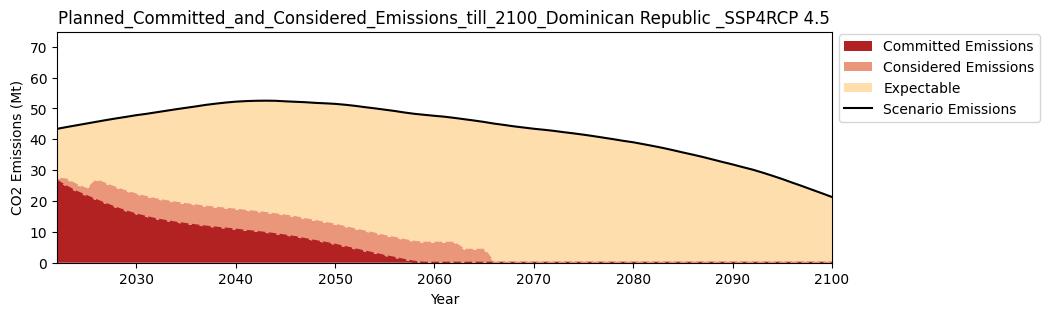 Planned_Committed_and_Considered_Emissions_till_2100_Dominican Republic _SSP4RCP 4.5
70
60
50
40
30
20
10
0
CO2 Emissions (Mt)
2030
2040
2050
2060
2070
2080
2090
2100
Year
Committed Emissions
Considered Emissions
Expectable
Scenario Emissions